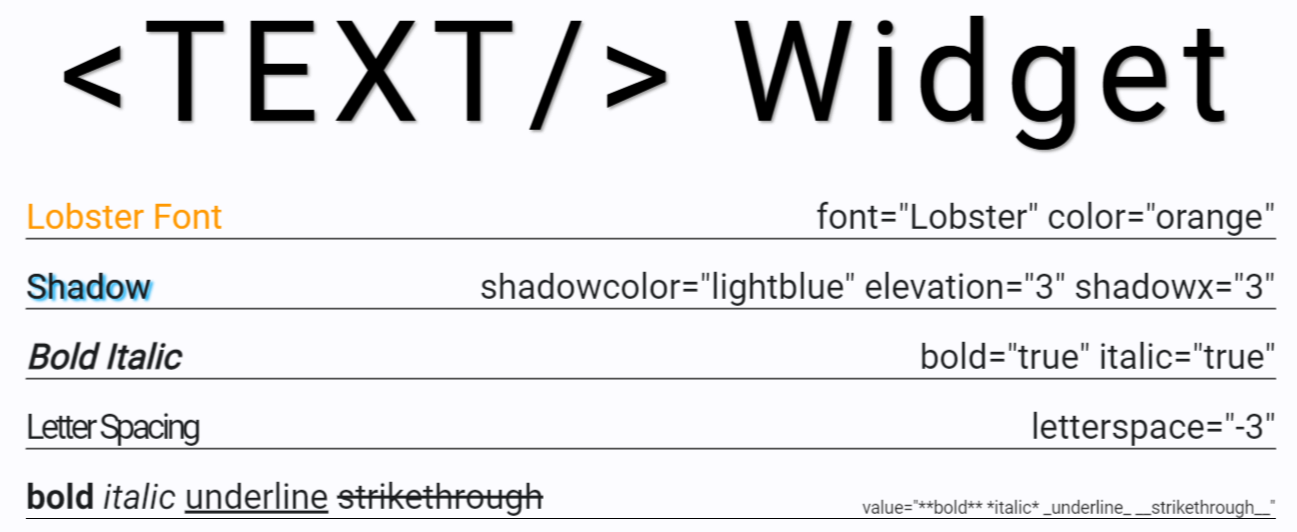 <TEXT/> Widget
Lobster Font font="Lobster" color="orange"
Shadow shadowcolor="lightblue" elevation="3" shadowx="3"
Bold Italic bold="true" italic="true"
Letter Spacing letterspace="-3"
bold italic underline strikethrough value="**bold** *italic* _underline_ __strikethrough__"